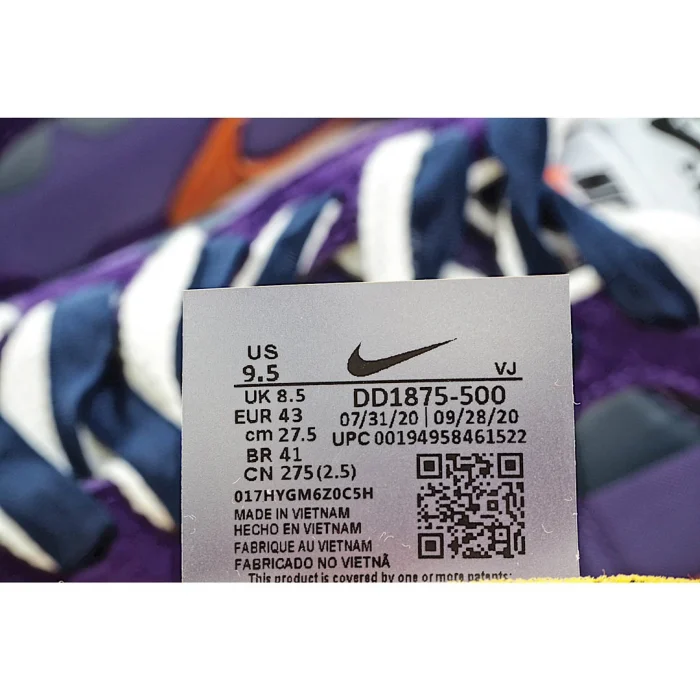 US
9.5
VJ
UK 8.5
DD1875-500
EUR 43
07/31/20 | 09/28/20
cm 27.5
UPC 00194958461522
BR 41
CN 275(2.5)
017HYGM6Z0C5H
MADE IN VIETNAM
HECHO EN VIETNAM
FABRIQUE AU VIETNAM
FABRICADO NO VIETNÃ
This product is covered by one or more patents: